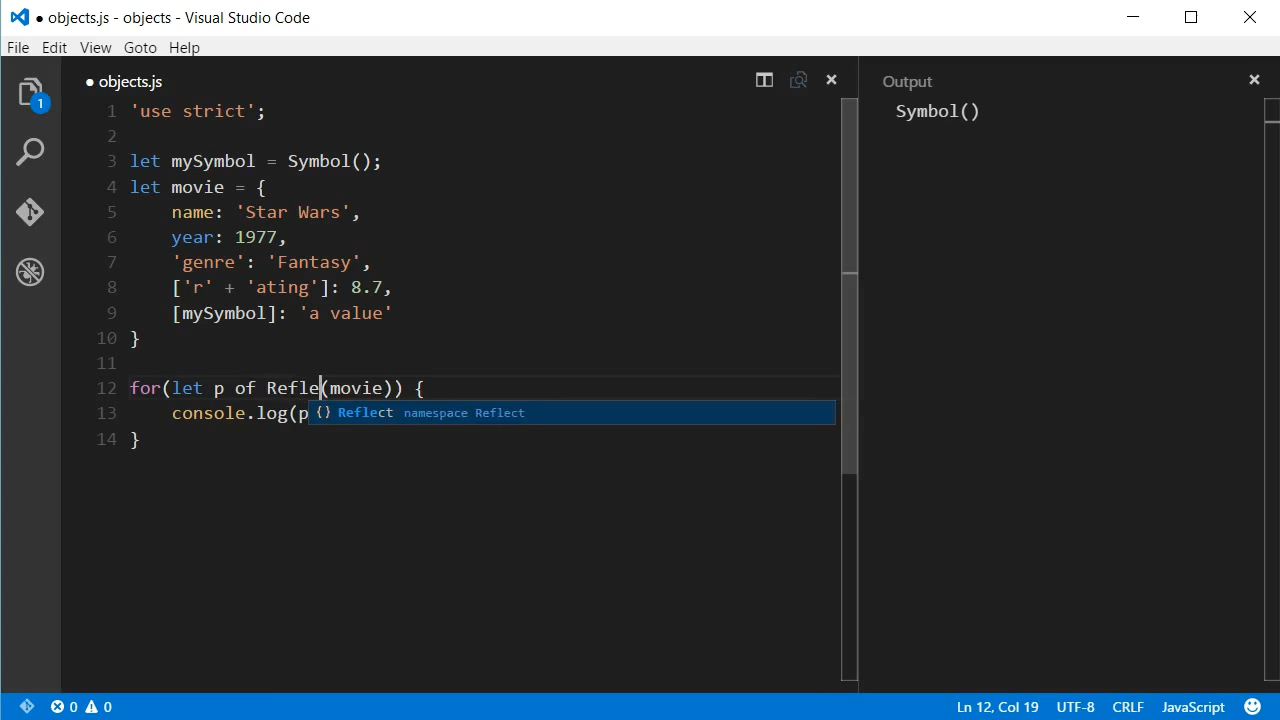 ● objects.js - objects - Visual Studio Code
File Edit View Goto Help
● objects.js
Output
1
1 'use strict';
2
3 let mySymbol = Symbol();
4 let movie = {
5 name: 'Star Wars',
6 year: 1977,
7 'genre': 'Fantasy',
8 ['r' + 'ating']: 8.7,
9 [mySymbol]: 'a value'
10 }
11
12 for(let p of Refle(movie)) {
13 console.log(p
{} Reflect namespace Reflect
14 }
Symbol()
0 0
Ln 12, Col 19 UTF-8 CRLF JavaScript